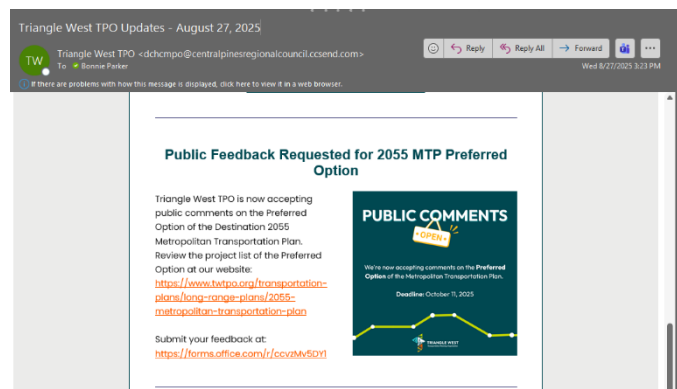 Triangle West TPO Updates - August 27, 2025
TW
Triangle West TPO <dchcmpo@centralpinesregionalcouncil.ccsend.com>
To Bonnie Parker
Reply
Reply All
Forward
Wed 8/27/2025 3:23 PM
If there are problems with how this message is displayed, click here to view it in a web browser.
Public Feedback Requested for 2055 MTP Preferred
Option
Triangle West TPO is now accepting
public comments on the Preferred
Option of the Destination 2055
Metropolitan Transportation Plan.
Review the project list of the Preferred
Option at our website:
https://www.twtpo.org/transportation-
plans/long-range-plans/2055-
metropolitan-transportation-plan
Submit your feedback at:
https://forms.office.com/r/ccvzMv5DY1
PUBLIC COMMENTS
OPEN
We're now accepting comments on the Preferred
Option of the Metropolitan Transportation Plan.
Deadline: October 11, 2025
TRIANGLE WEST